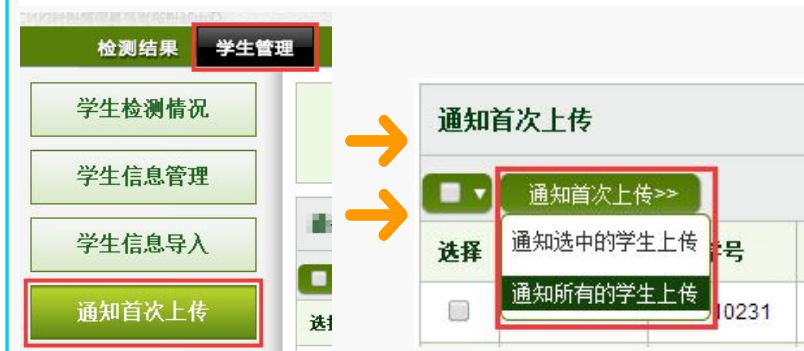 检测结果
学生管理
学生检测情况
学生信息管理
学生信息导入
通知首次上传
通知首次上传
通知首次上传>>
选择
通知选中的学生上传
号
通知所有的学生上传
10231